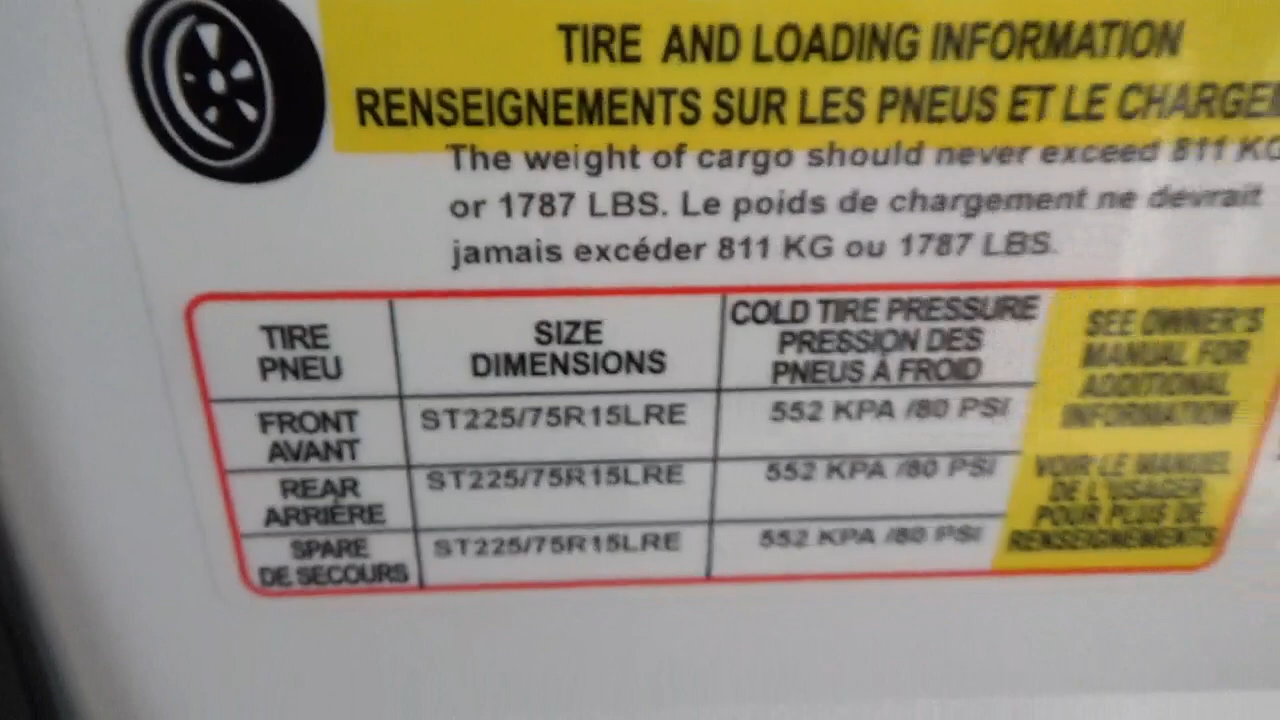 TIRE AND LOADING INFORMATION
RENSEIGNEMENTS SUR LES PNEUS ET LE
The weight of cargo should never exceed 811 KG
or 1787 LBS. Le poids de chargement ne devrait
jamais excéder 811 KG ou 1787 LBS.
TIRE
PNEU
SIZE
DIMENSIONS
COLD TIRE PRESSURE
PRESSION DES
PNEUS À FROID
SEE OWNER'S
MANUAL FOR
ADDITIONAL
INFORMATION
VOIR LE MANUEL
DE L'USAGER
POUR PLUS DE
RENSEIGNEMENTS
FRONT
AVANT
ST225/75R15LRE
552 KPA /80 PSI
REAR
ARRIÈRE
ST225/75R15LRE
552 KPA /80 PSI
SPARE
DE SECOURS
ST225/75R15LRE
552 KPA /80 PSI